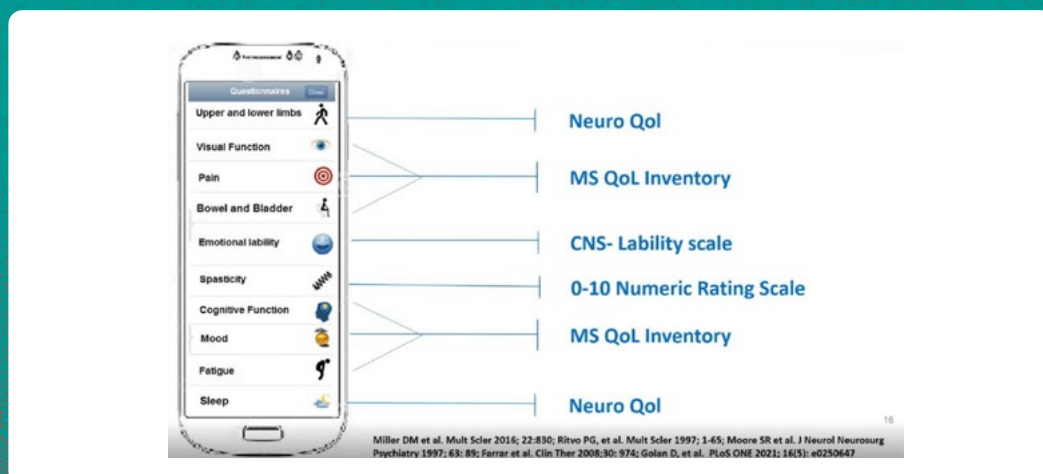 Questionnaires
Upper and lower limbs
Neuro Qol
Visual Function
Pain
MS QoL Inventory
Bowel and Bladder
Emotional lability
CNS- Lability scale
Spasticity
0-10 Numeric Rating Scale
Cognitive Function
Mood
MS QoL Inventory
Fatigue
Sleep
Neuro Qol
16
Miller DM et al. Mult Scler 2016; 22:830; Ritvo PG, et al. Mult Scler 1997; 1-65; Moore SR et al. J Neurol Neurosurg
Psychiatry 1997; 63: 89; Farrar et al. Clin Ther 2008;30: 974; Golan D, et al. PLoS ONE 2021; 16(5): e0250647